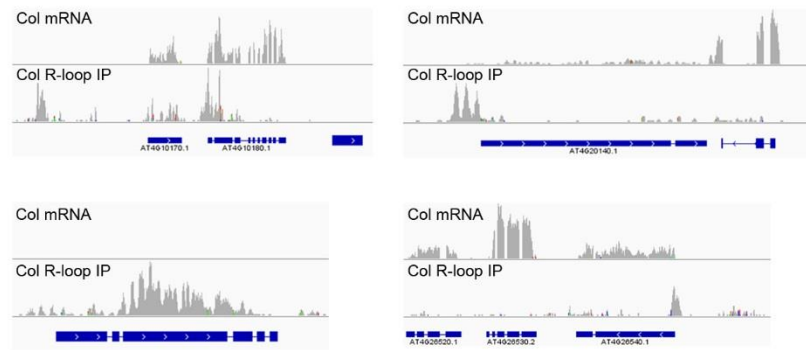 Col mRNA
Col R-loop IP
AT4G10170.1 AT4G10180.1
Col mRNA
Col R-loop IP
AT4G20140.1
Col mRNA
Col R-loop IP
Col mRNA
Col R-loop IP
AT4G26520.1 AT4G26530.2 AT4G26540.1